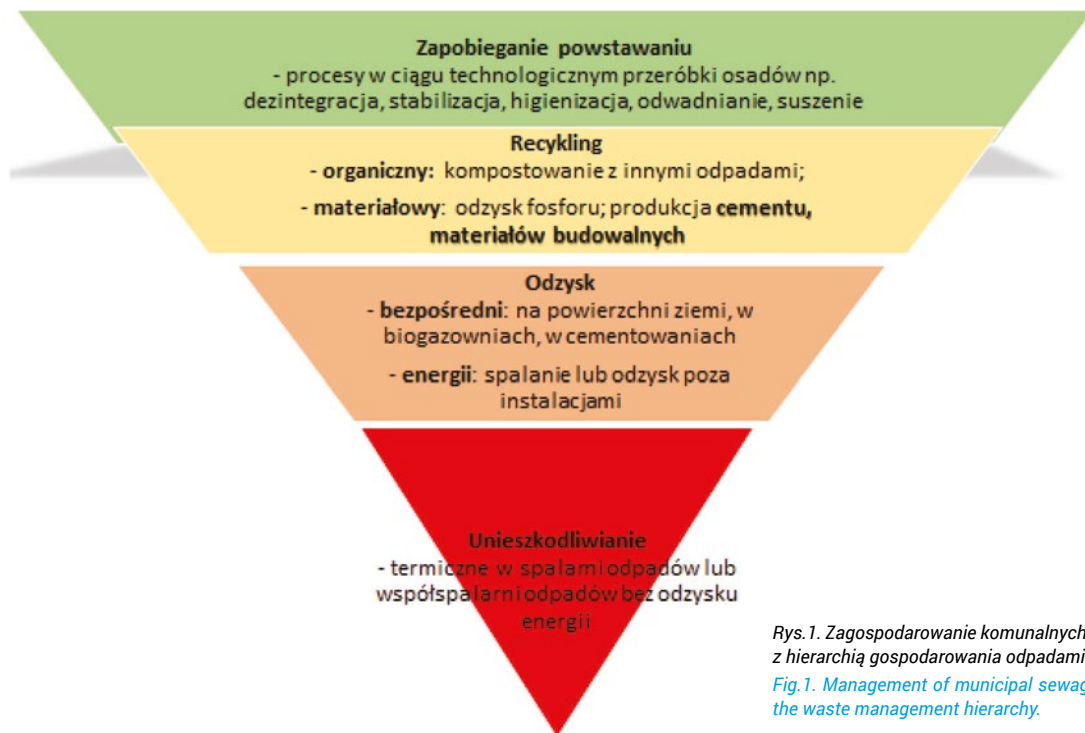 Zapobieganie powstawaniu
- procesy w ciągu technologicznym przeróbki osadów np.
dezintegracja, stabilizacja, higienizacja, odwadnianie, suszenie
Recykling
- organiczny: kompostowanie z innymi odpadami;
- materiałowy: odzysk fosforu; produkcja cementu,
materiałów budowalnych
Odzysk
- bezpośredni: na powierzchni ziemi, w
biogazowniach, w cementowaniach
- energii: spalanie lub odzysk poza
instalacjami
Unieszkodliwianie
- termiczne w spalarni odpadów lub
współspalarni odpadów bez odzysku
energii
Rys.1. Zagospodarowanie komunalnych
z hierarchią gospodarowania odpadami
Fig.1. Management of municipal sewag
the waste management hierarchy.